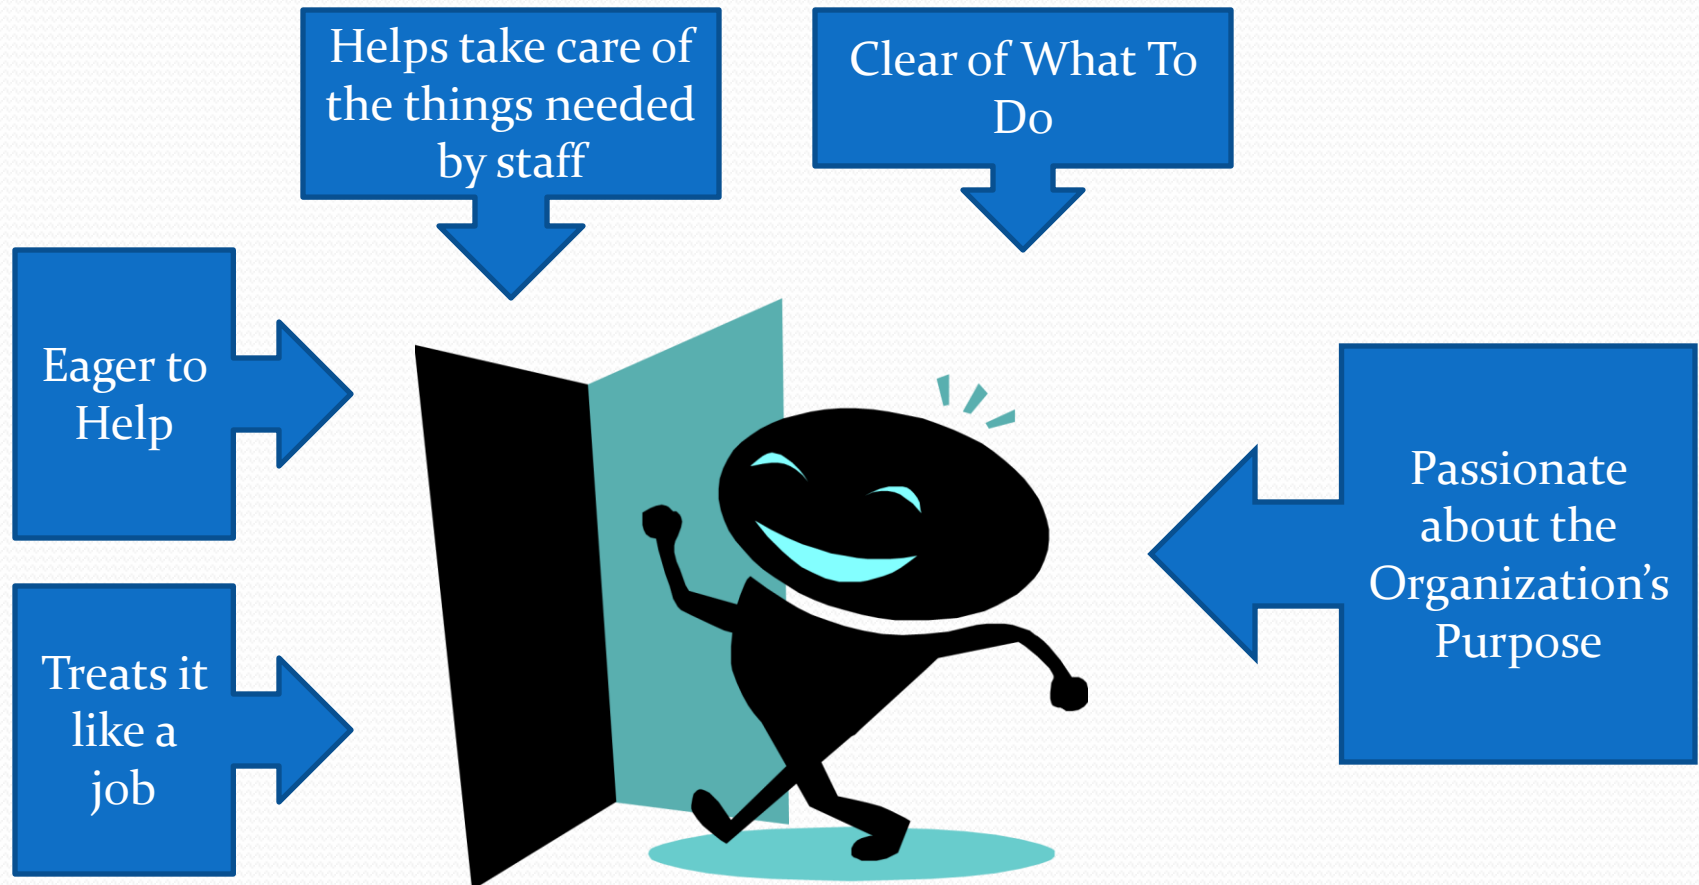 Helps take care of
the things needed
by staff
Clear of What To
Do
Eager to
Help
Treats it
like a
job
Passionate
about the
Organization’s
Purpose